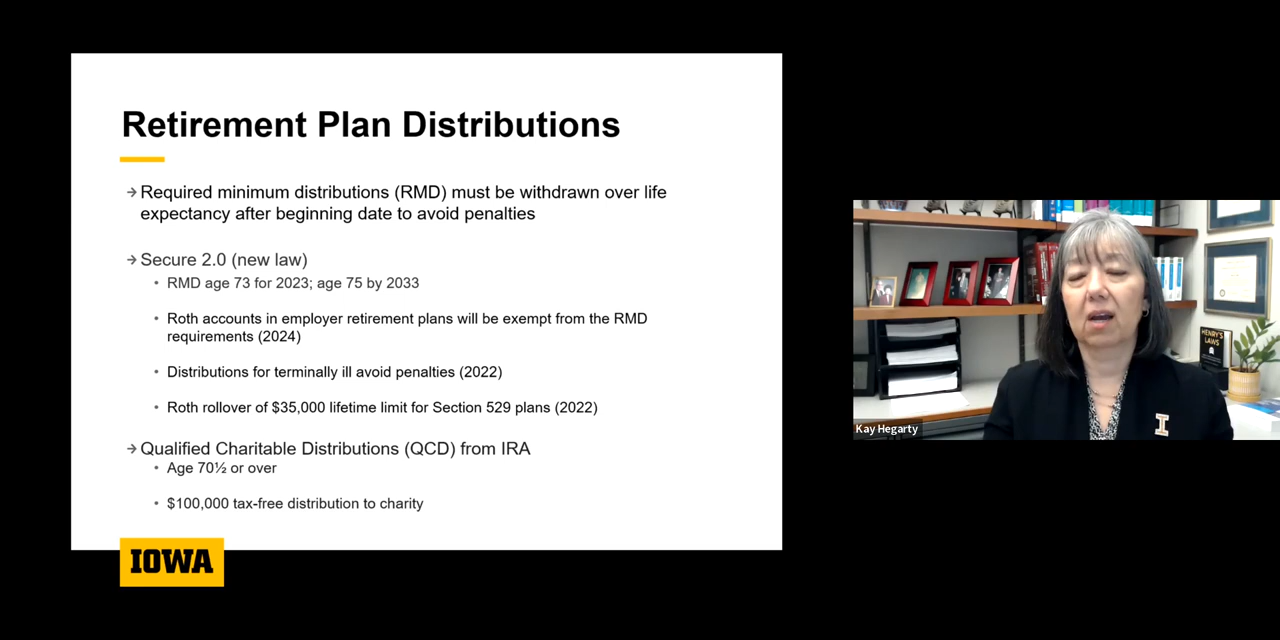 Retirement Plan Distributions
→ Required minimum distributions (RMD) must be withdrawn over life
expectancy after beginning date to avoid penalties
→ Secure 2.0 (new law)
• RMD age 73 for 2023; age 75 by 2033
• Roth accounts in employer retirement plans will be exempt from the RMD
requirements (2024)
• Distributions for terminally ill avoid penalties (2022)
• Roth rollover of $35,000 lifetime limit for Section 529 plans (2022)
→ Qualified Charitable Distributions (QCD) from IRA
• Age 70½ or over
• $100,000 tax-free distribution to charity
IOWA
HENRY'S
LAWS
I
Kay Hegarty